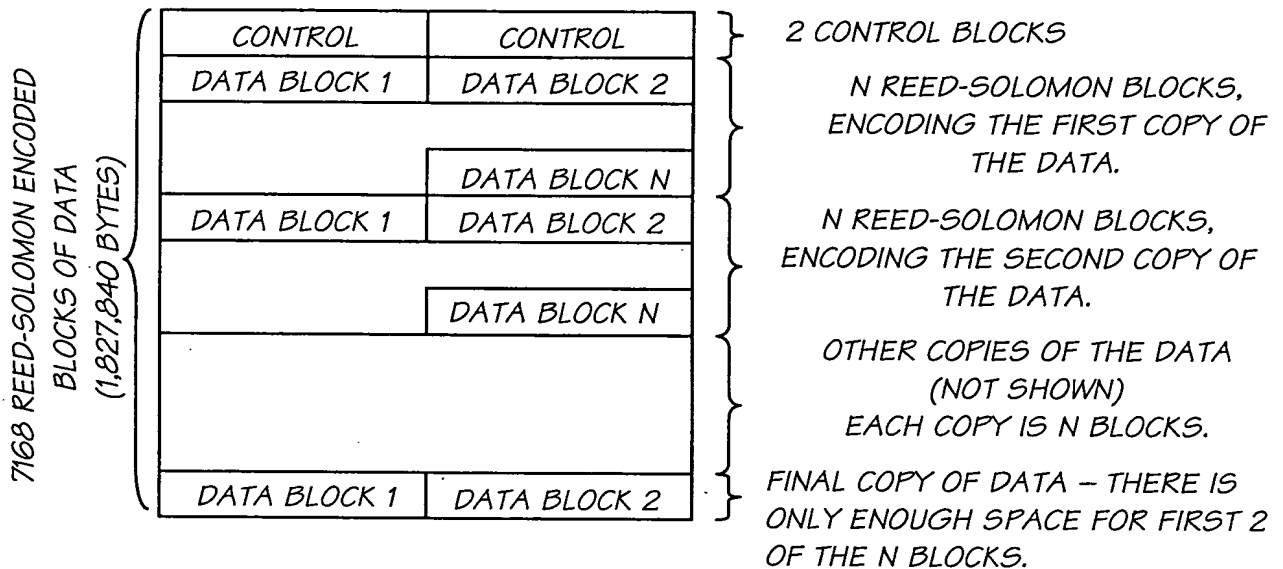 7168 REED-SOLOMON ENCODED
BLOCKS OF DATA
(1,827,840 BYTES)
CONTROL CONTROL
2 CONTROL BLOCKS
DATA BLOCK 1 DATA BLOCK 2
DATA BLOCK N
N REED-SOLOMON BLOCKS,
ENCODING THE FIRST COPY OF
THE DATA.
DATA BLOCK 1 DATA BLOCK 2
DATA BLOCK N
N REED-SOLOMON BLOCKS,
ENCODING THE SECOND COPY OF
THE DATA.
OTHER COPIES OF THE DATA
(NOT SHOWN)
EACH COPY IS N BLOCKS.
DATA BLOCK 1 DATA BLOCK 2
FINAL COPY OF DATA – THERE IS
ONLY ENOUGH SPACE FOR FIRST 2
OF THE N BLOCKS.